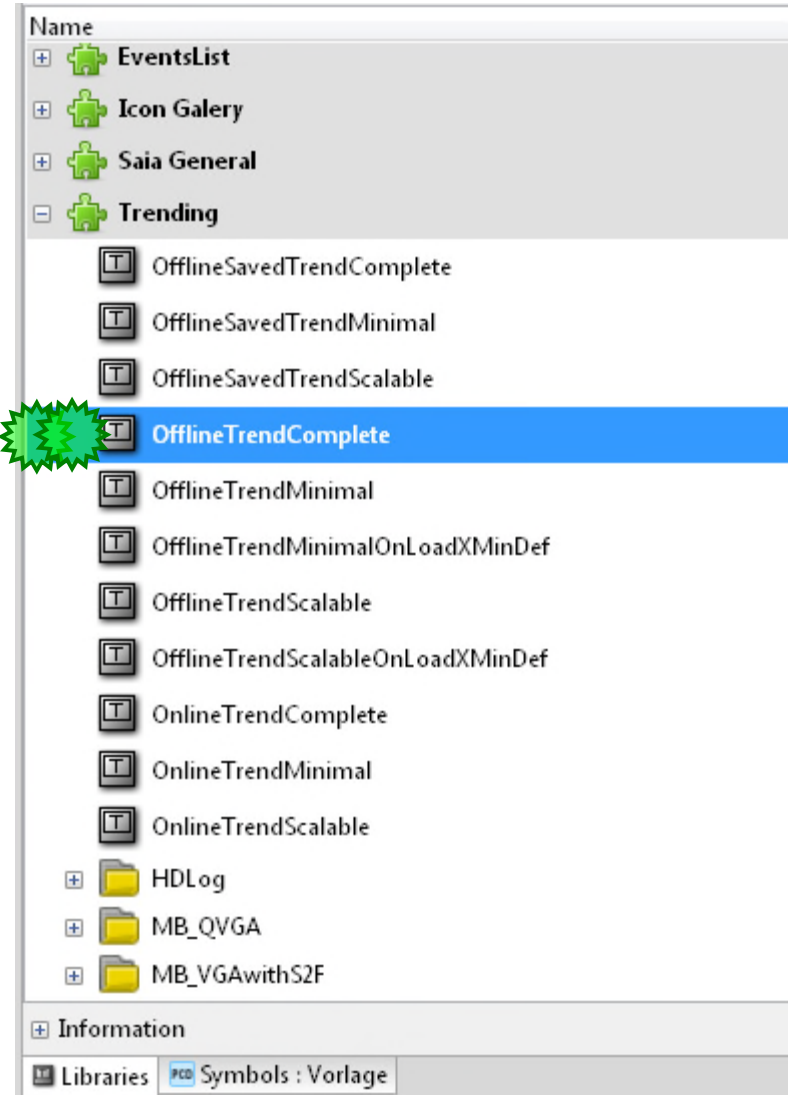 Name
EventsList
Icon Galery
Saia General
Trending
T OfflineSavedTrendComplete
T OfflineSavedTrendMinimal
T OfflineSavedTrendScalable
T OfflineTrendComplete
T OfflineTrendMinimal
T OfflineTrendMinimalOnLoadXMinDef
T OfflineTrendScalable
T OfflineTrendScalableOnLoadXMinDef
T OnlineTrendComplete
T OnlineTrendMinimal
T OnlineTrendScalable
HDLog
MB_QVGA
MB_VGAwithS2F
Information
T Libraries PCD Symbols : Vorlage